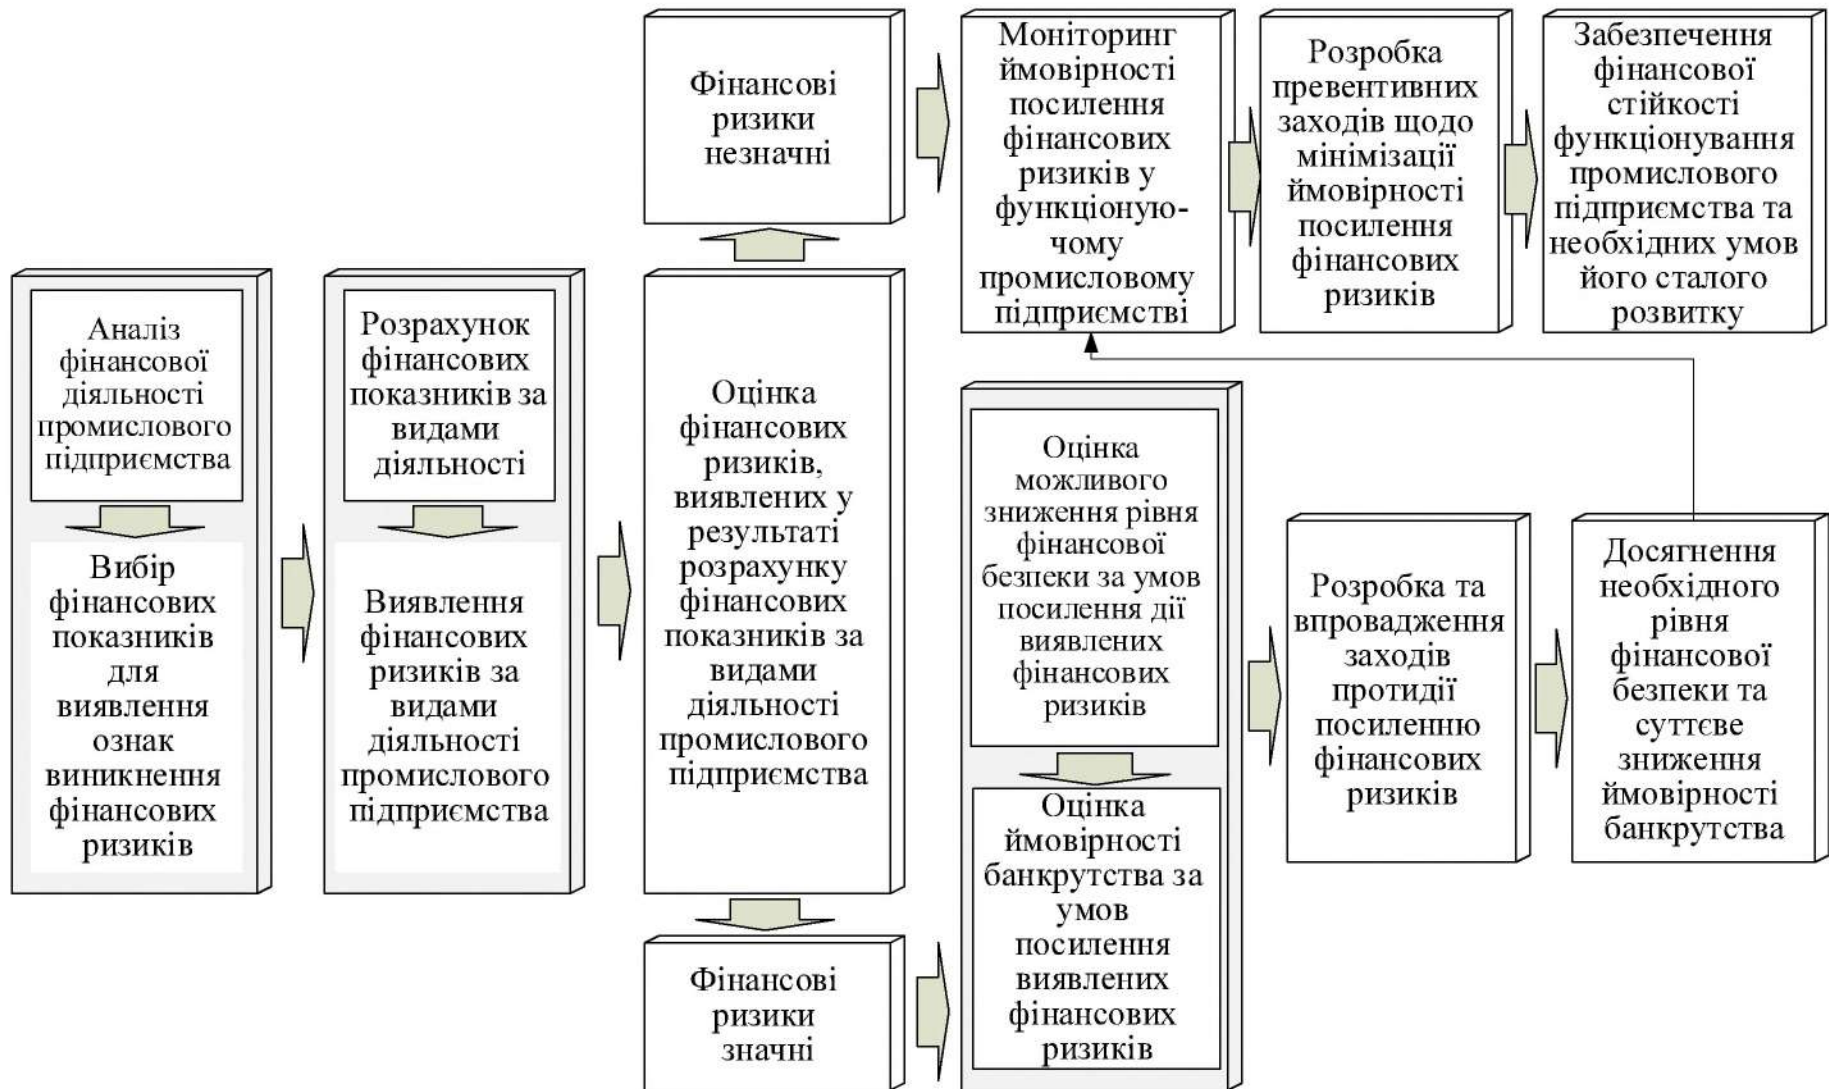 Аналіз
фінансової
діяльності
промислового
підприємства
Вибір
фінансових
показників
для
виявлення
ознак
виникнення
фінансових
ризиків
Розрахунок
фінансових
показників за
видами
діяльності
Виявлення
фінансових
ризиків за
видами
діяльності
промислового
підприємства
Оцінка
фінансових
ризиків,
виявлених у
результаті
розрахунку
фінансових
показників за
видами
діяльності
промислового
підприємства
Фінансові
ризики
незначні
Моніторинг
ймовірності
посилення
фінансових
ризиків у
функціоную-
чому
промисловому
підприємстві
Розробка
превентивних
заходів щодо
мінімізації
ймовірності
посилення
фінансових
ризиків
Забезпечення
фінансової
стійкості
функціонування
промислового
підприємства та
необхідних умов
його сталого
розвитку
Фінансові
ризики
значні
Оцінка
можливого
зниження рівня
фінансової
безпеки за умов
посилення дії
виявлених
фінансових
ризиків
Оцінка
ймовірності
банкрутства за
умов
посилення
виявлених
фінансових
ризиків
Розробка та
впровадження
заходів
протидії
посиленню
фінансових
ризиків
Досягнення
необхідного
рівня
фінансової
безпеки та
суттєве
зниження
ймовірності
банкрутства